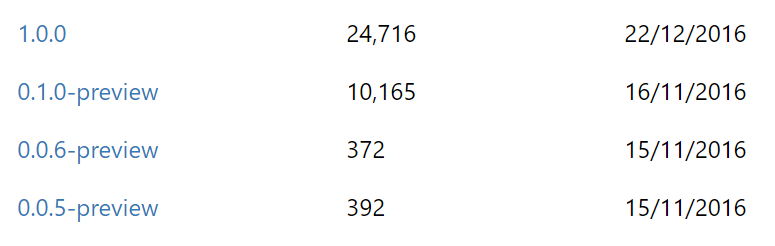 1.0.0 24,716 22/12/2016
0.1.0-preview 10,165 16/11/2016
0.0.6-preview 372 15/11/2016
0.0.5-preview 392 15/11/2016